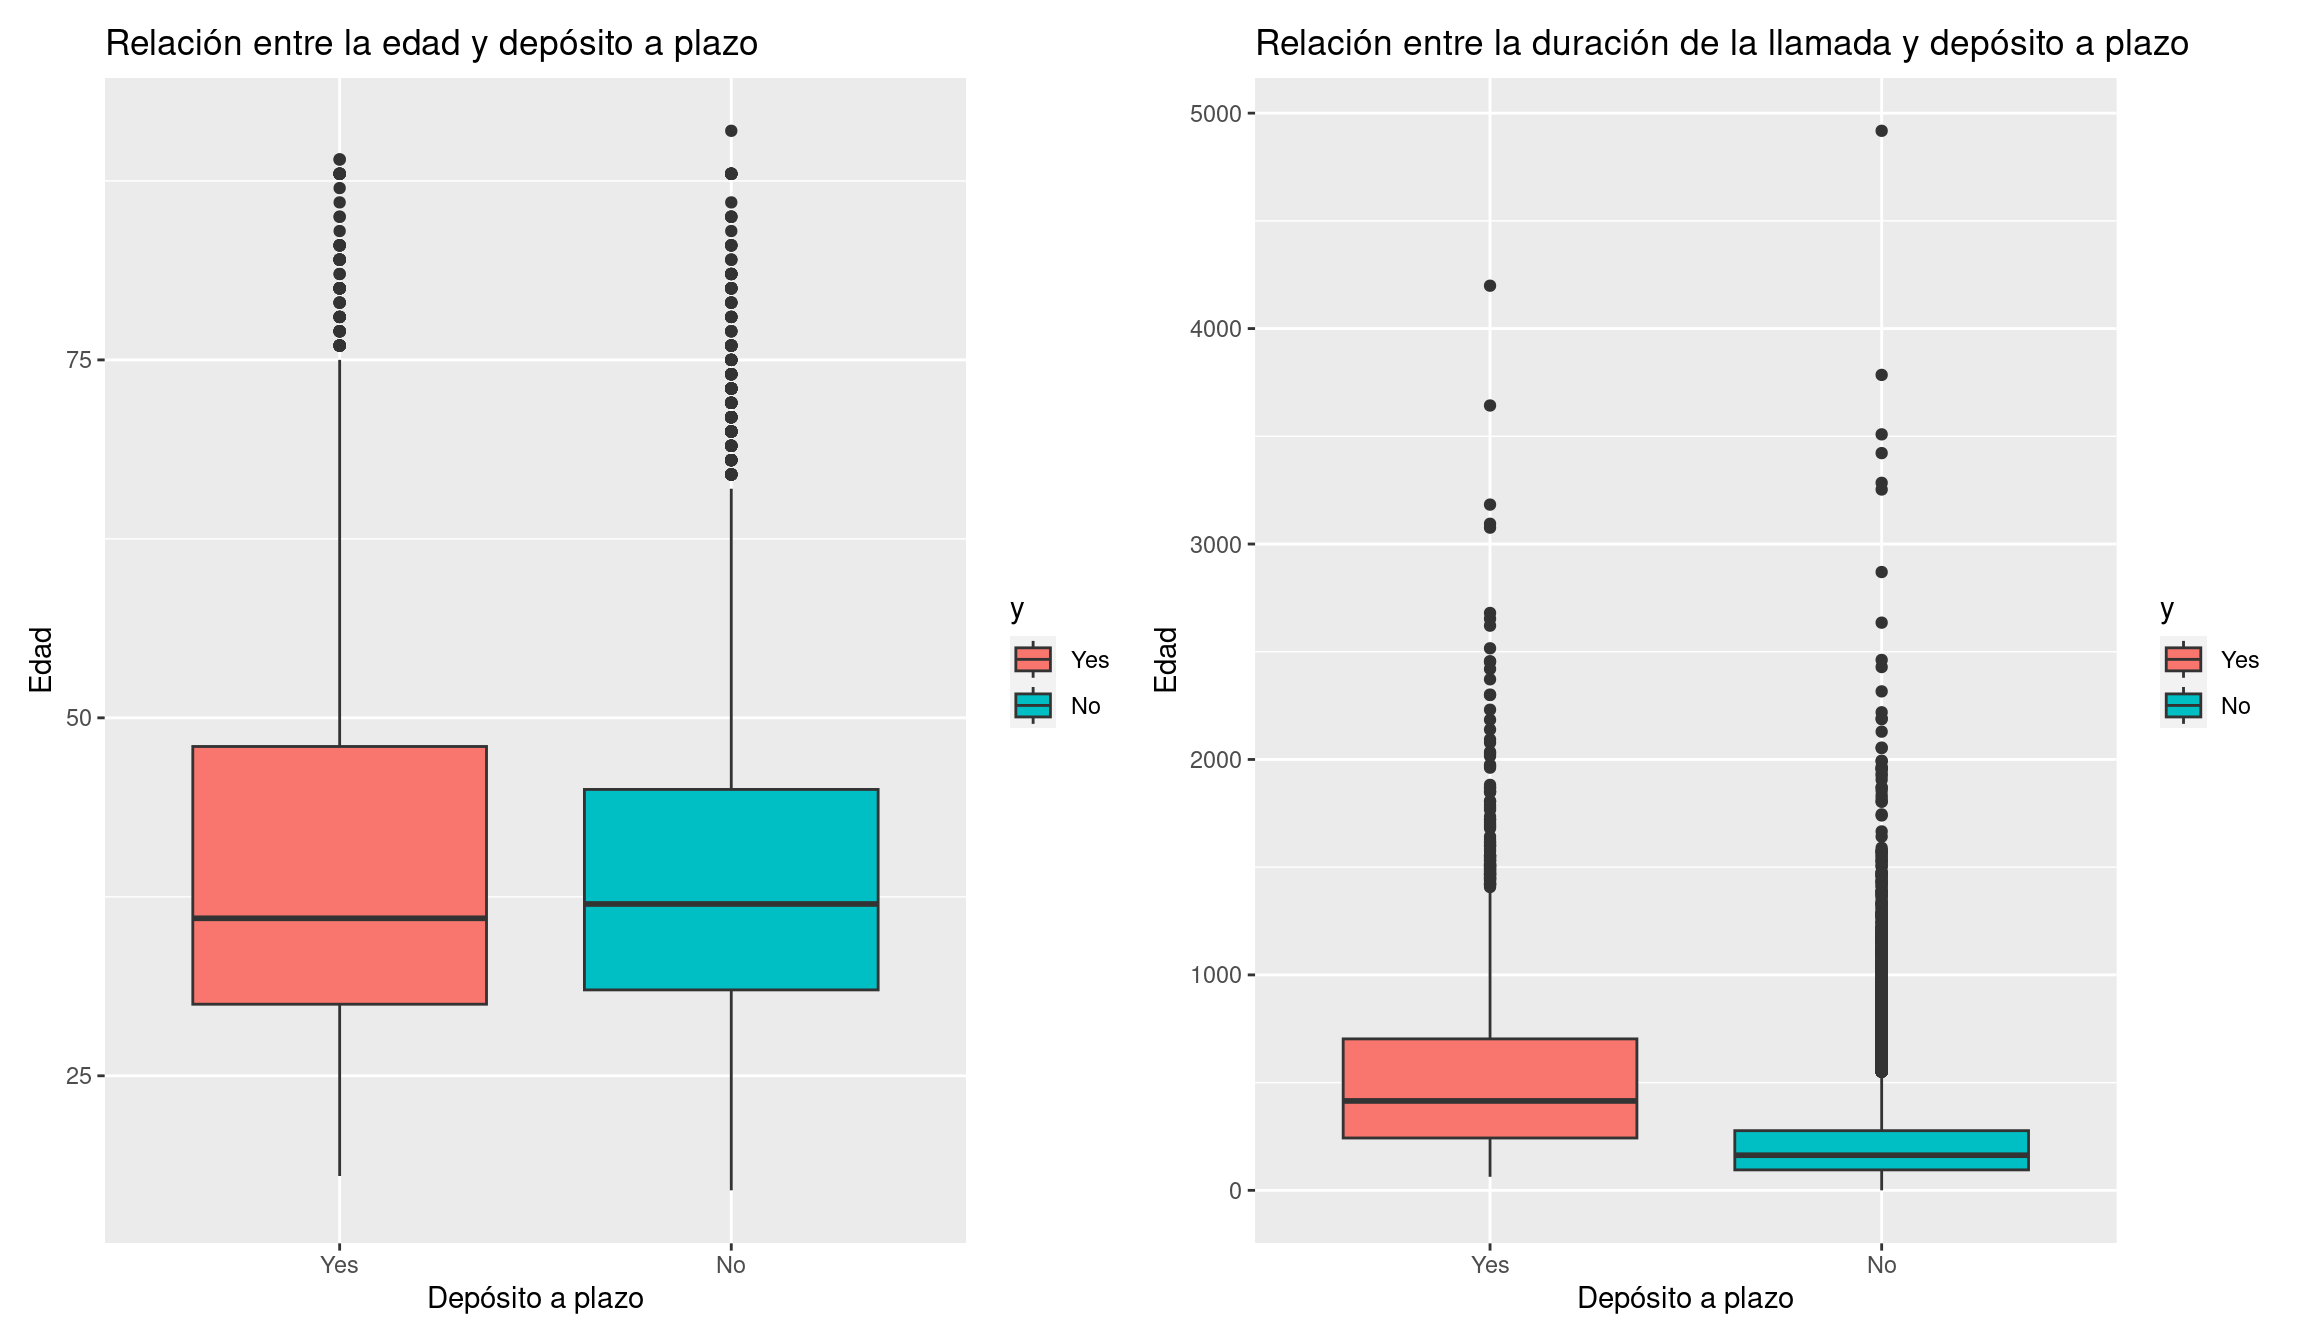 Relación entre la edad y depósito a plazo
75
50
25
Edad
Yes
No
Depósito a plazo
y
Yes
No
Relación entre la duración de la llamada y depósito a plazo
5000
4000
3000
2000
1000
0
Edad
Yes
No
Depósito a plazo
y
Yes
No